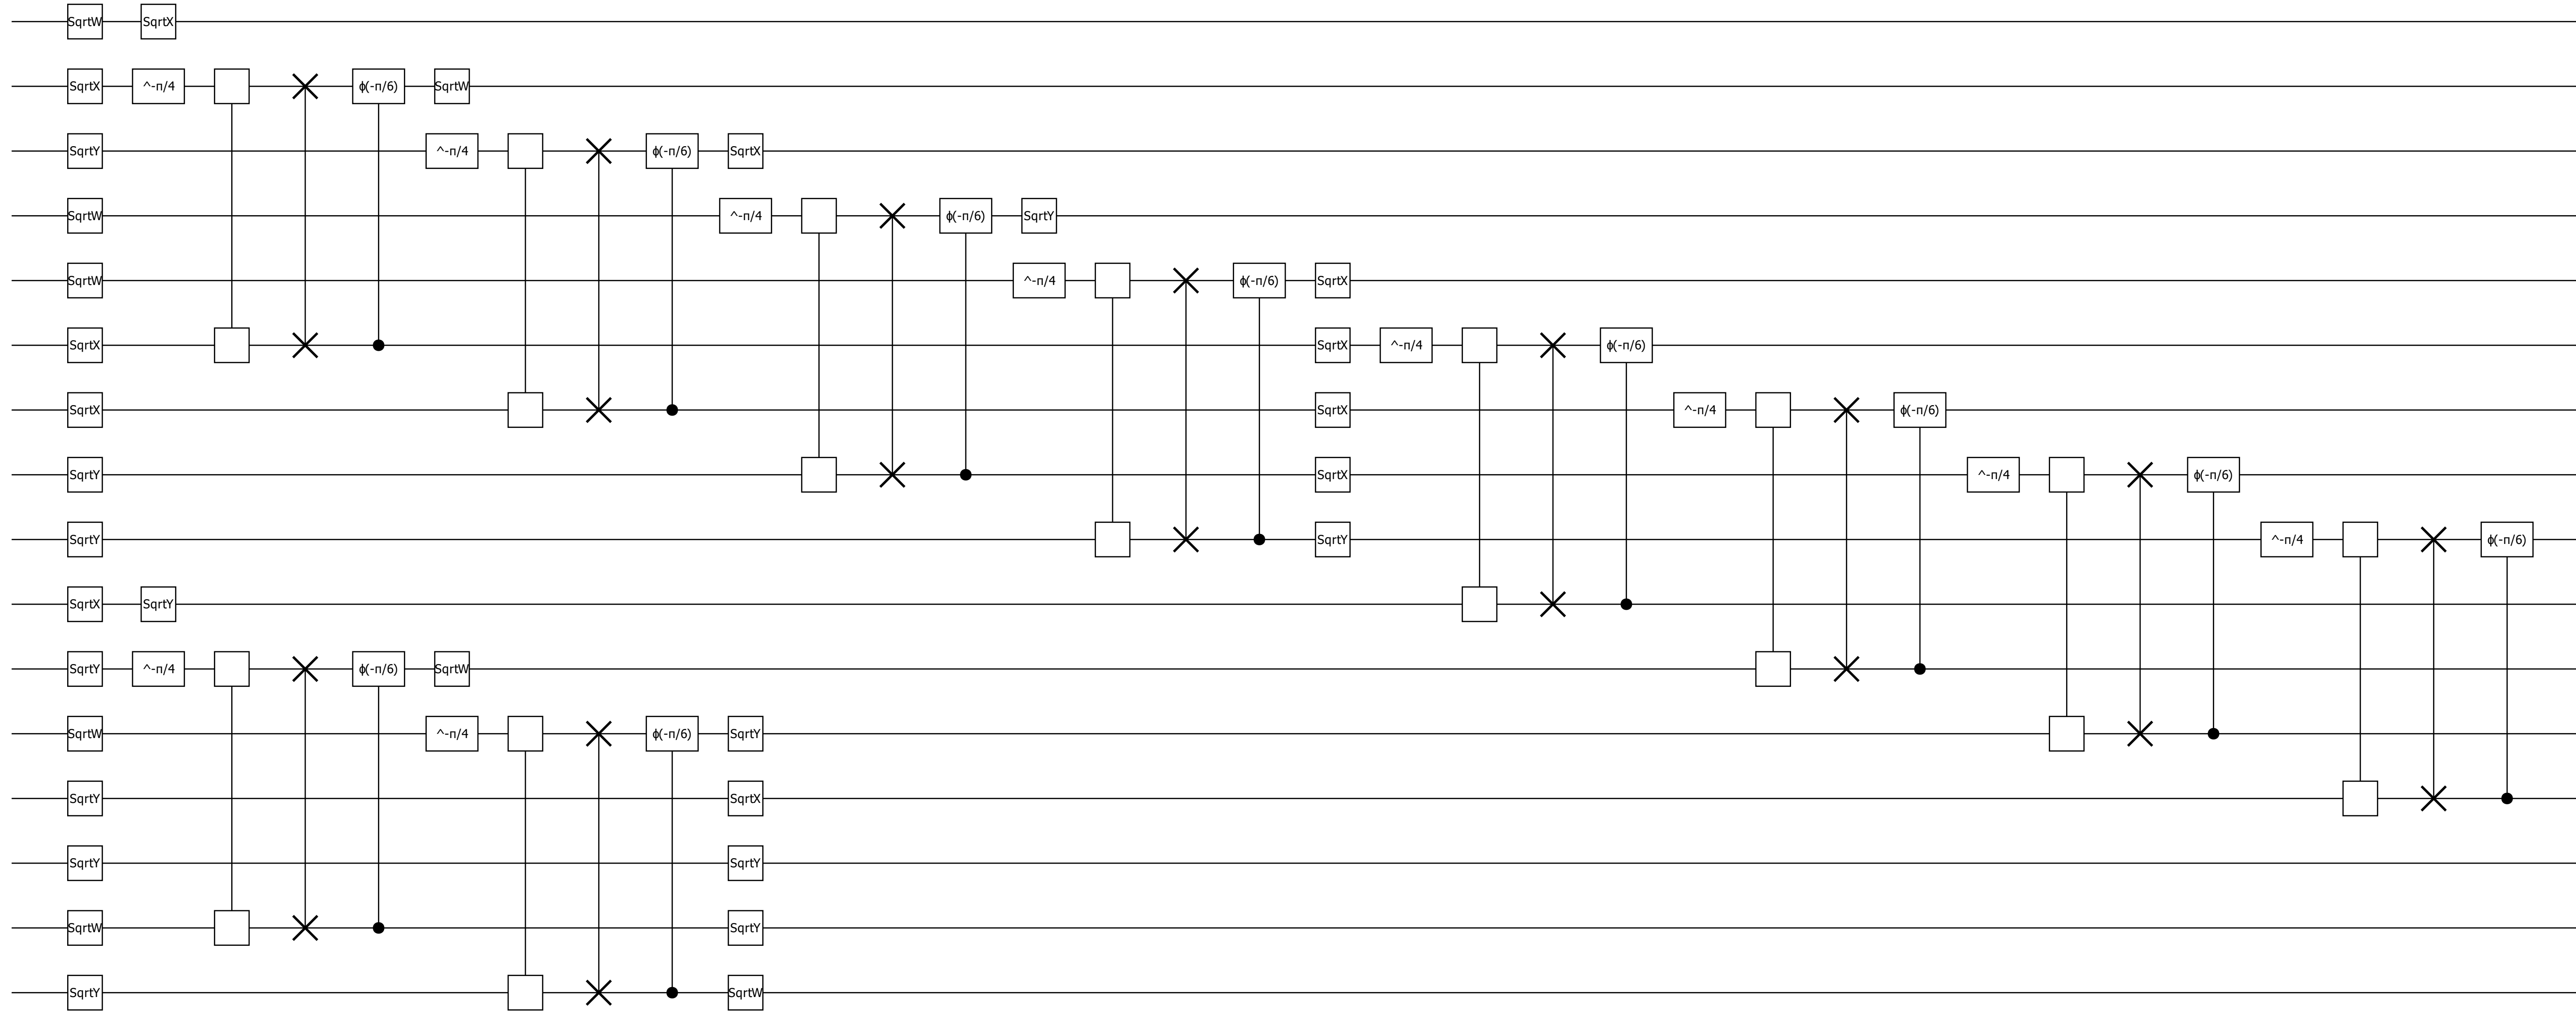 SqrtW SqrtX
SqrtX ^-π/4 ϕ(-π/6) SqrtW
SqrtY ^-π/4 ϕ(-π/6) SqrtX
SqrtW ^-π/4 ϕ(-π/6) SqrtY
SqrtW ^-π/4 ϕ(-π/6) SqrtX
SqrtX SqrtX ^-π/4 ϕ(-π/6)
SqrtX SqrtX ^-π/4 ϕ(-π/6)
SqrtY SqrtX ^-π/4 ϕ(-π/6)
SqrtY SqrtY ^-π/4 ϕ(-π/6)
SqrtX SqrtY
SqrtY ^-π/4 ϕ(-π/6) SqrtW
SqrtW ^-π/4 ϕ(-π/6) SqrtY
SqrtY SqrtX
SqrtY SqrtY
SqrtW SqrtY
SqrtY SqrtW